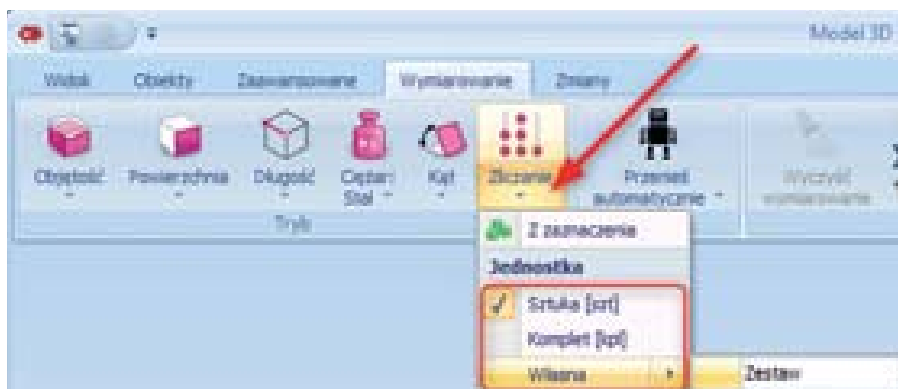 Model 3D
Widok Obiekty Zaawansowane Wymiarowanie Zmiany
Objętość Powierzchnia Długość Ciężar: Stal Kąt Zliczanie Przenieś automatycznie Wyczyść wymiarowanie
Tryb
Z zaznaczenia
Jednostka
Sztuka [szt]
Komplet [kpl]
Własna Zestaw